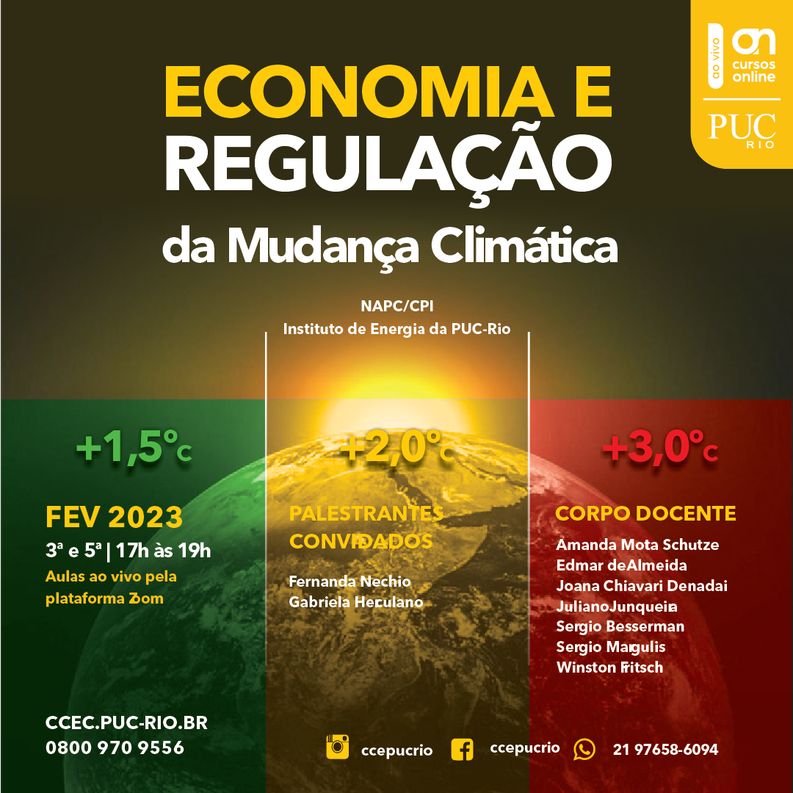 ao vivo
on
cursos
online
PUC
RIO
ECONOMIA E
REGULAÇÃO
da Mudança Climática
NAPC/CPI
Instituto de Energia da PUC-Rio
+1,5ºC
FEV 2023
3ª e 5ª | 17h às 19h
Aulas ao vivo pela
plataforma Zoom
+2,0ºC
PALESTRANTES
CONVIDADOS
Fernanda Nechio
Gabriela Herculano
+3,0ºC
CORPO DOCENTE
Amanda Mota Schutze
Edmar deAlmeida
Joana Chiavari Denadai
JulianoJunqueira
Sergio Besserman
Sergio Margulis
Winston Fritsch
CCEC.PUC-RIO.BR
0800 970 9556
ccepucrio
ccepucrio
21 97658-6094